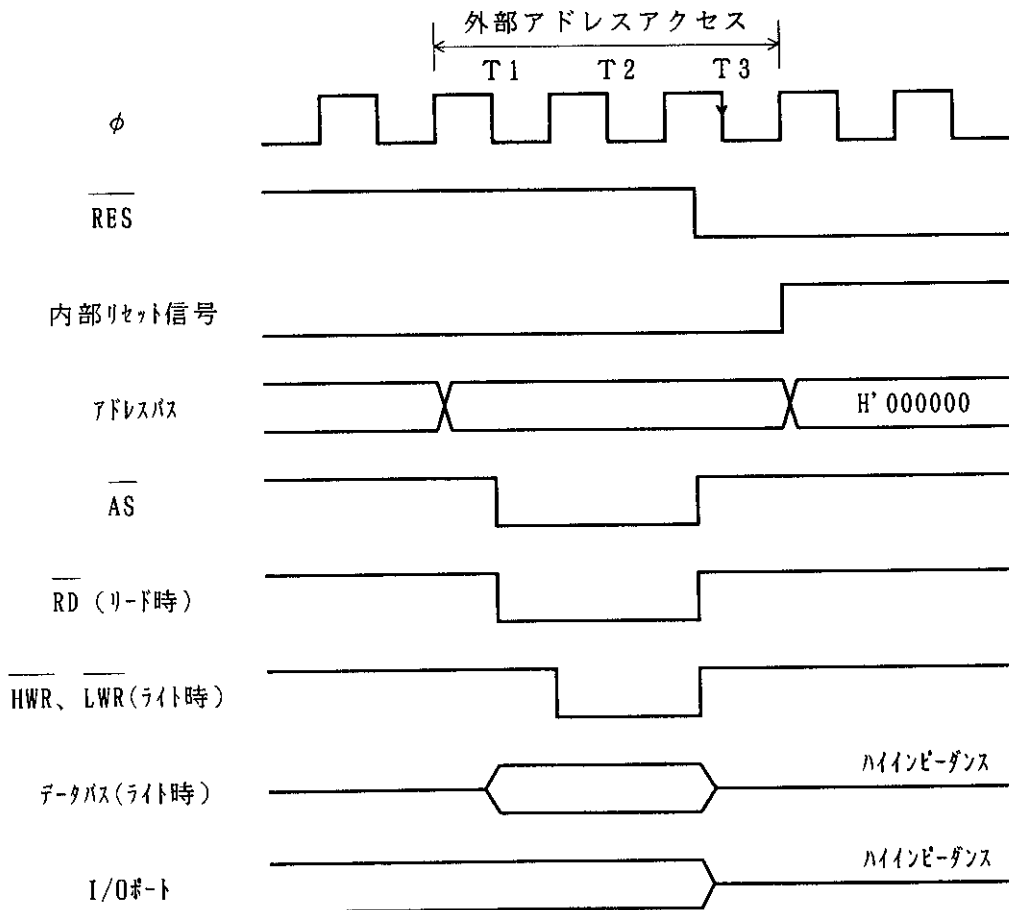 外部アドレスアクセス
T1 T2 T3
φ
RES
内部リセット信号
アドレスバス
H'000000
AS
RD (リード時)
HWR、LWR(ライト時)
データバス(ライト時)
ハイインピーダンス
I/Oポート
ハイインピーダンス